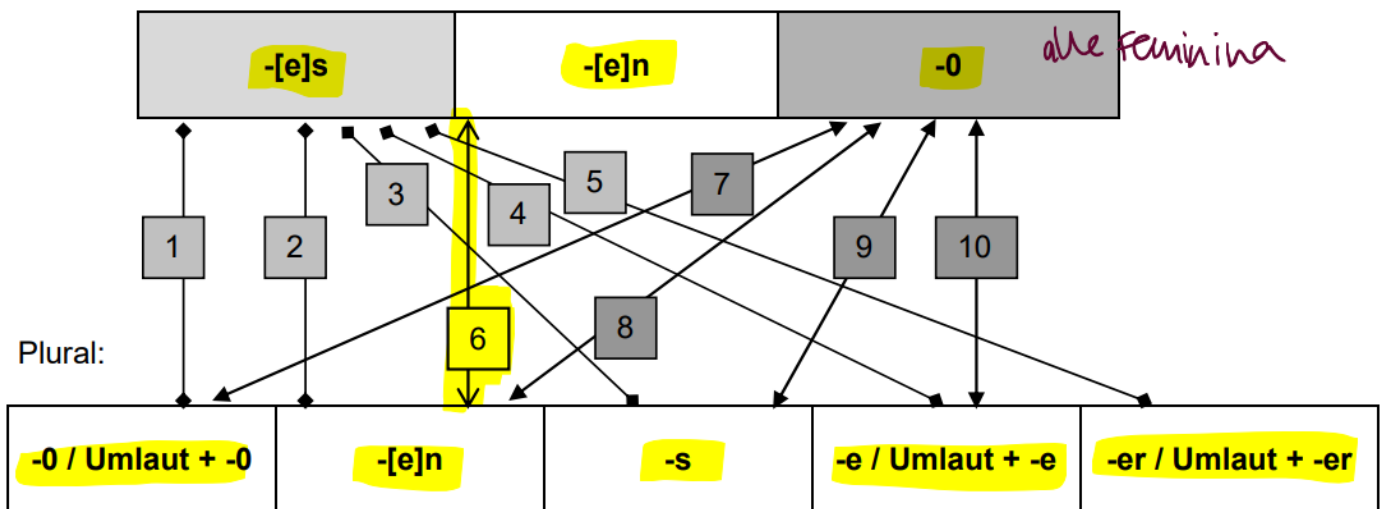 -[e]s
-[e]n
-0
alle Feminina
3
5
7
4
1
2
9
10
6
8
Plural:
-0 / Umlaut + -0
-[e]n
-s
-e / Umlaut + -e
-er / Umlaut + -er